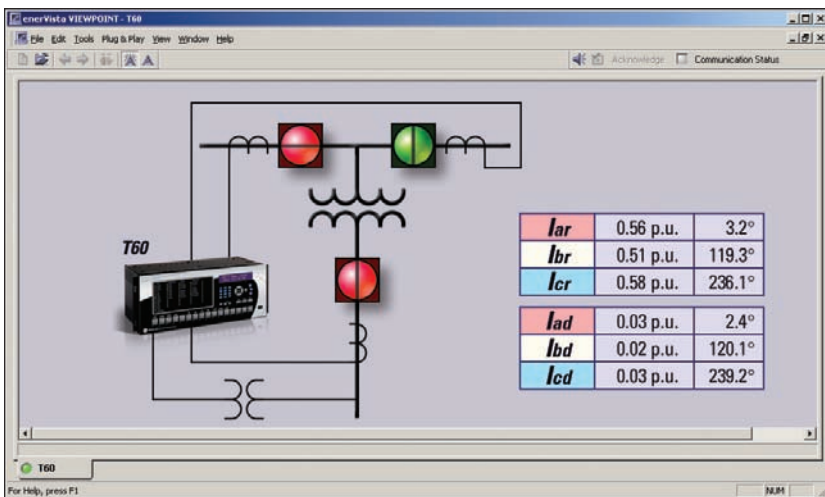 enerVista VIEWPOINT - T60
File Edit Tools Plug & Play View Window Help
Acknowledge Communication Status
T60
Iar 0.56 p.u. 3.2°
Ibr 0.51 p.u. 119.3°
Icr 0.58 p.u. 236.1°
Iad 0.03 p.u. 2.4°
Ibd 0.02 p.u. 120.1°
Icd 0.03 p.u. 239.2°
T60
For Help, press F1 NUM